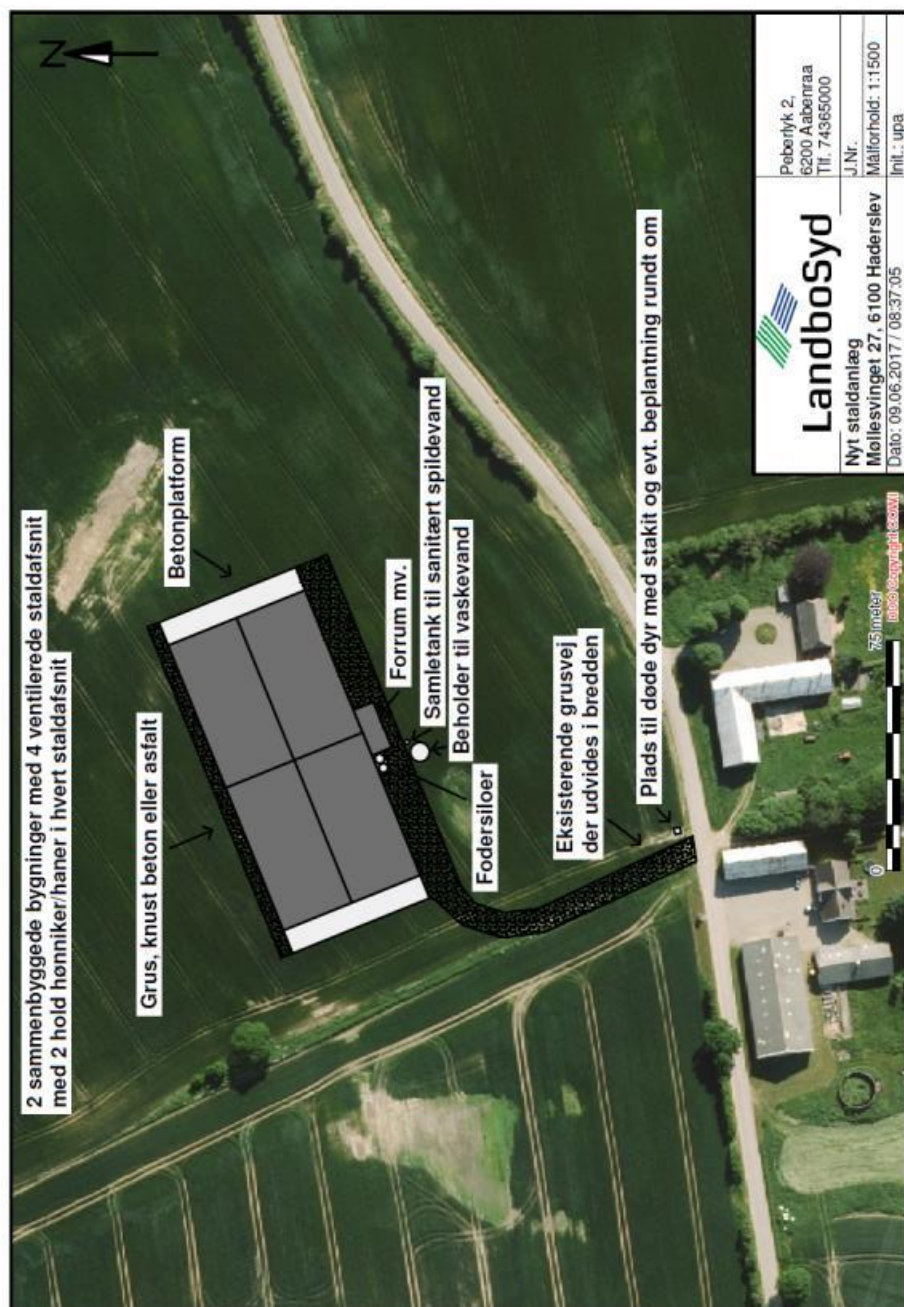 N
2 sammenbyggede bygninger med 4 ventilerede staldafsnit
med 2 hold hønniker/haner i hvert staldafsnit
Grus, knust beton eller asfalt
Betonplatform
Forrum mv.
Samletank til sanitært spildevand
Beholder til vaskevand
Fodersiloer
Eksisterende grusvej
der udvides i bredden
Plads til døde dyr med stakit og evt. beplantning rundt om
0
75 meter
LandboSyd
Peberlyk 2,
6200 Aabenraa
Tlf. 74365000
Nyt staldanlæg
J.Nr.
Møllesvinget 27, 6100 Haderslev
Målforhold: 1:1500
Dato: 09.06.2017 / 08:37:05
Init.: upa
Copyright COWI